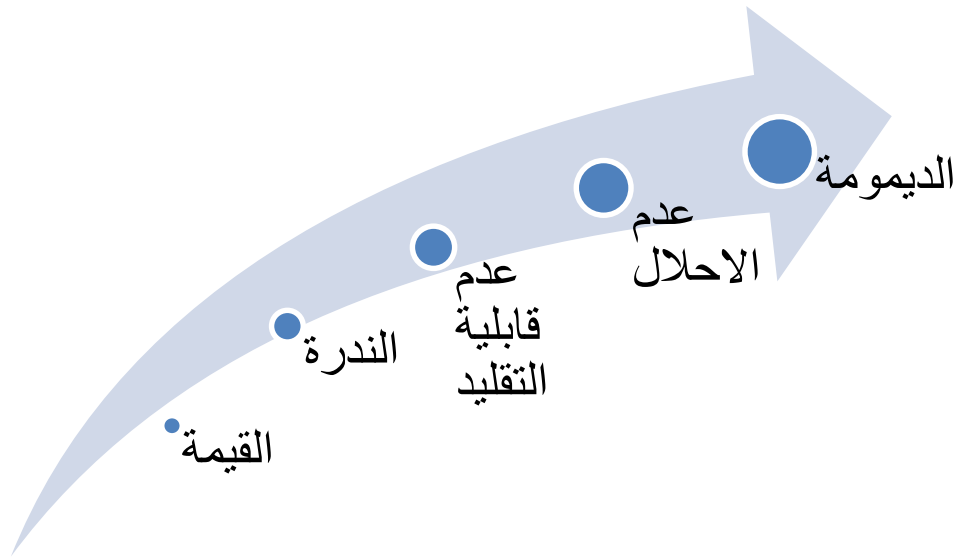 القيمة
الندرة
عدم
قابلية
التقليد
عدم
الاحلال
الديمومة